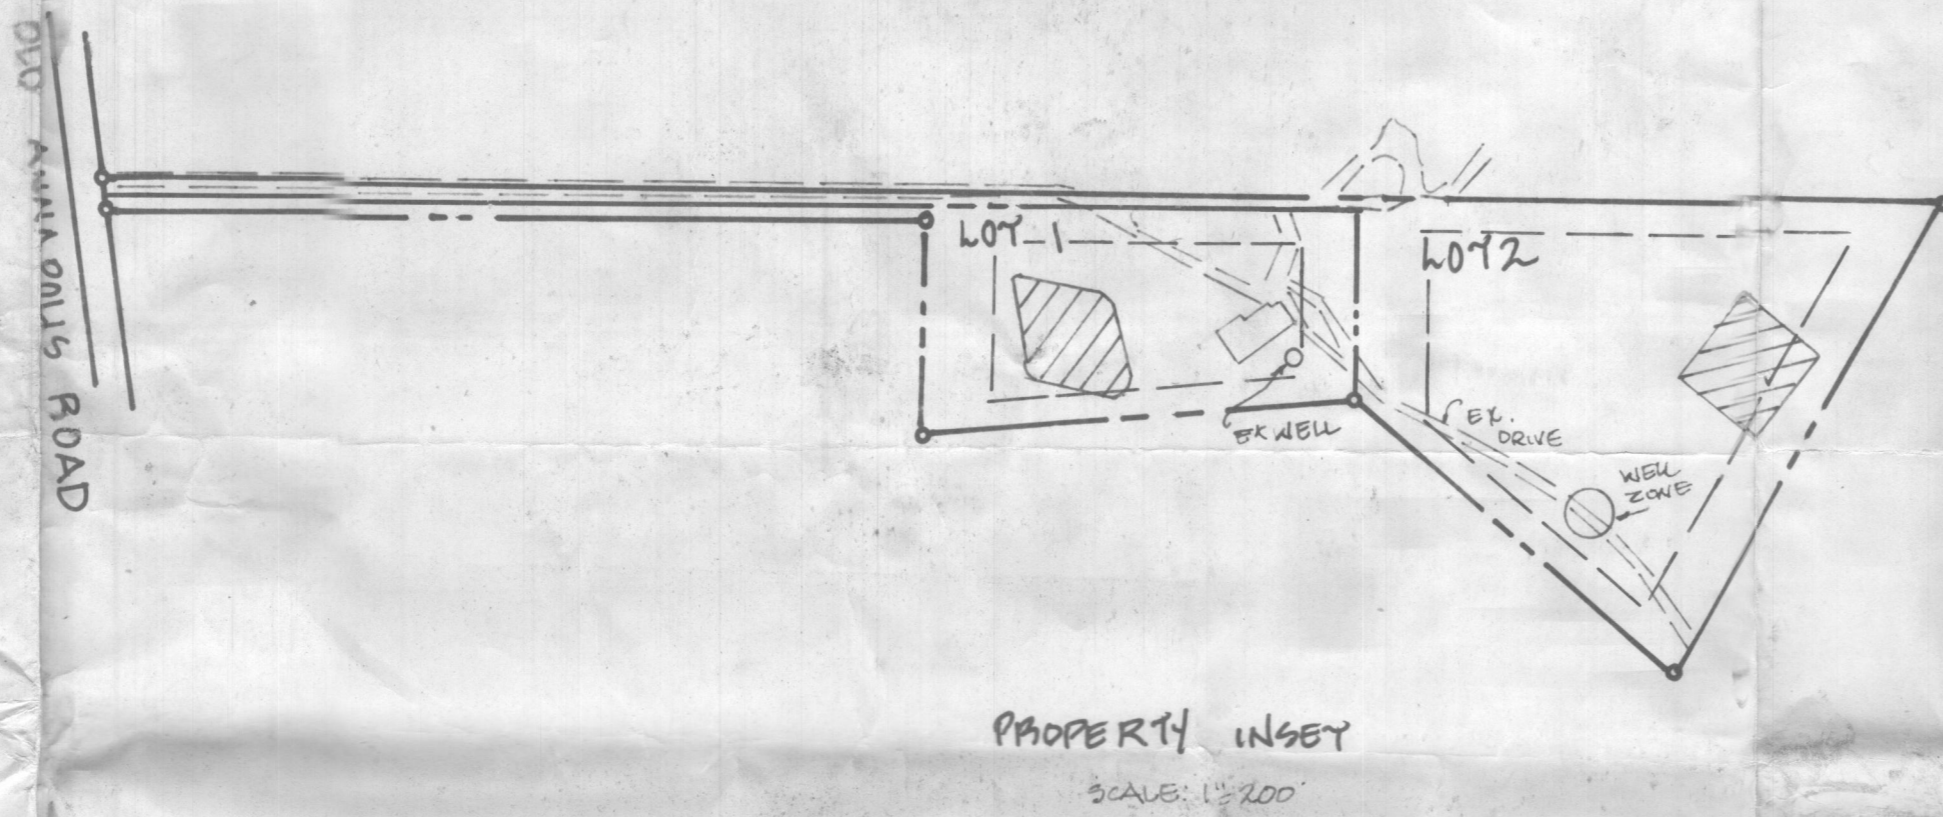 OLD ANNAPOLIS ROAD
LOT 1
LOT 2
EX WELL
EX.
DRIVE
WELL
ZONE
PROPERTY INSET
SCALE: 1"=200'